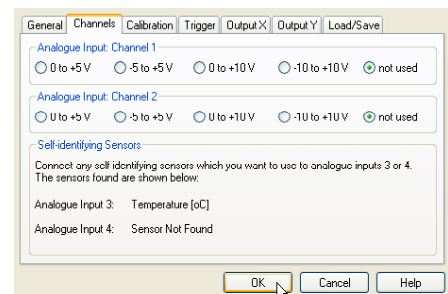 General Channels Calibration Trigger Output X Output Y Load/Save
Analogue Input: Channel 1
0 to +5 V -5 to +5 V 0 to +10 V -10 to +10 V not used
Analogue Input: Channel 2
0 to +5 V -5 to +5 V 0 to +10 V -10 to +10 V not used
Self-identifying Sensors
Connect any self identifying sensors which you want to use to analogue inputs 3 or 4.
The sensors found are shown below:
Analogue Input 3: Temperature [oC]
Analogue Input 4: Sensor Not Found
OK Cancel Help